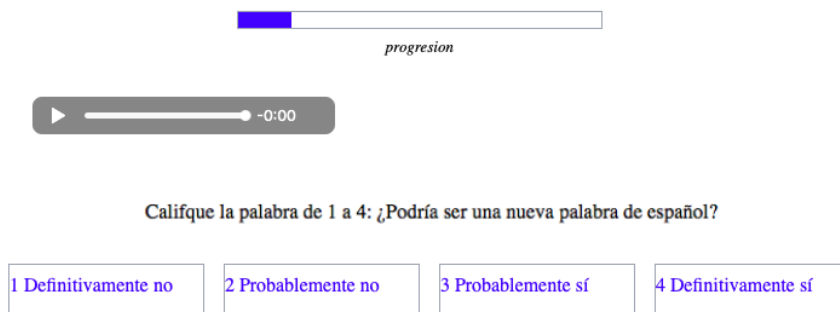 progresion
-0:00
Califque la palabra de 1 a 4: ¿Podría ser una nueva palabra de español?
1 Definitivamente no 2 Probablemente no 3 Probablemente sí 4 Definitivamente sí